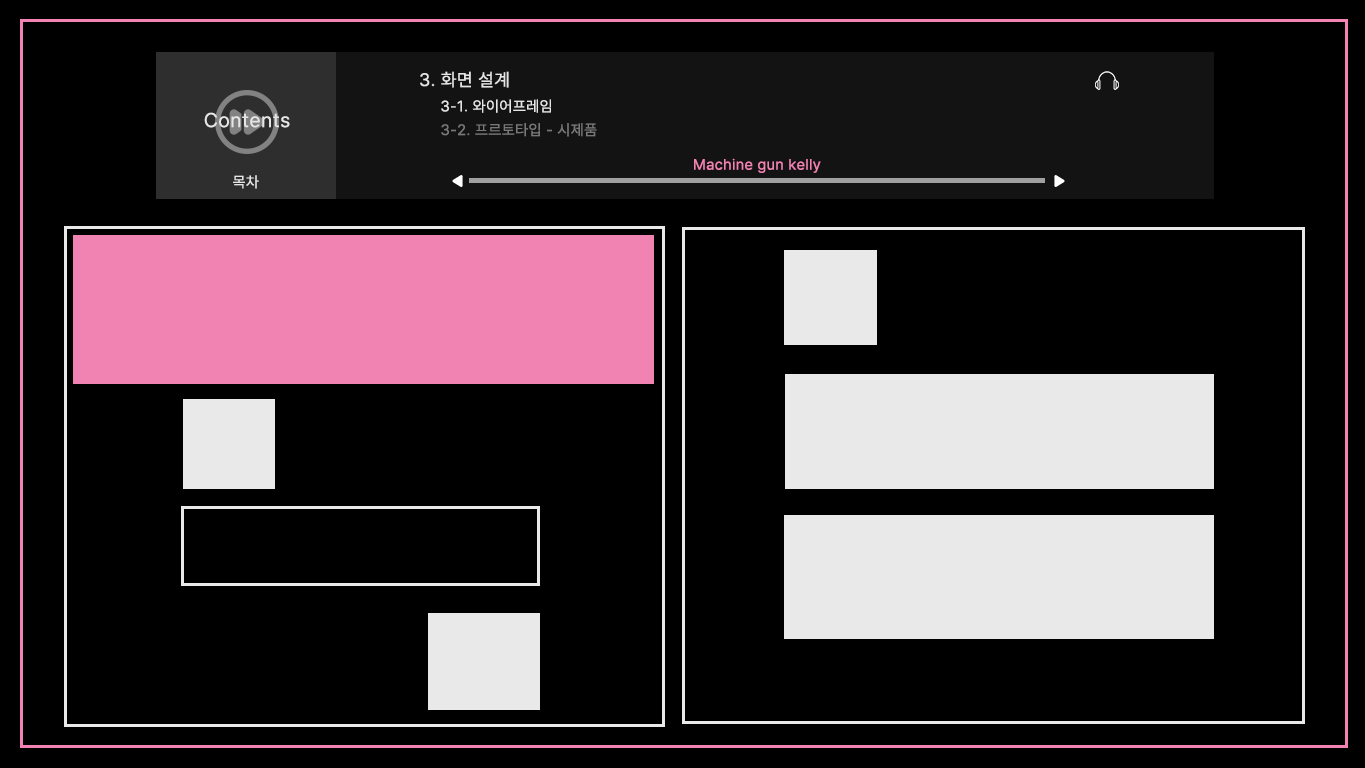 Contents
목차
3. 화면 설계
3-1. 와이어프레임
3-2. 프르토타입 - 시제품
Machine gun kelly